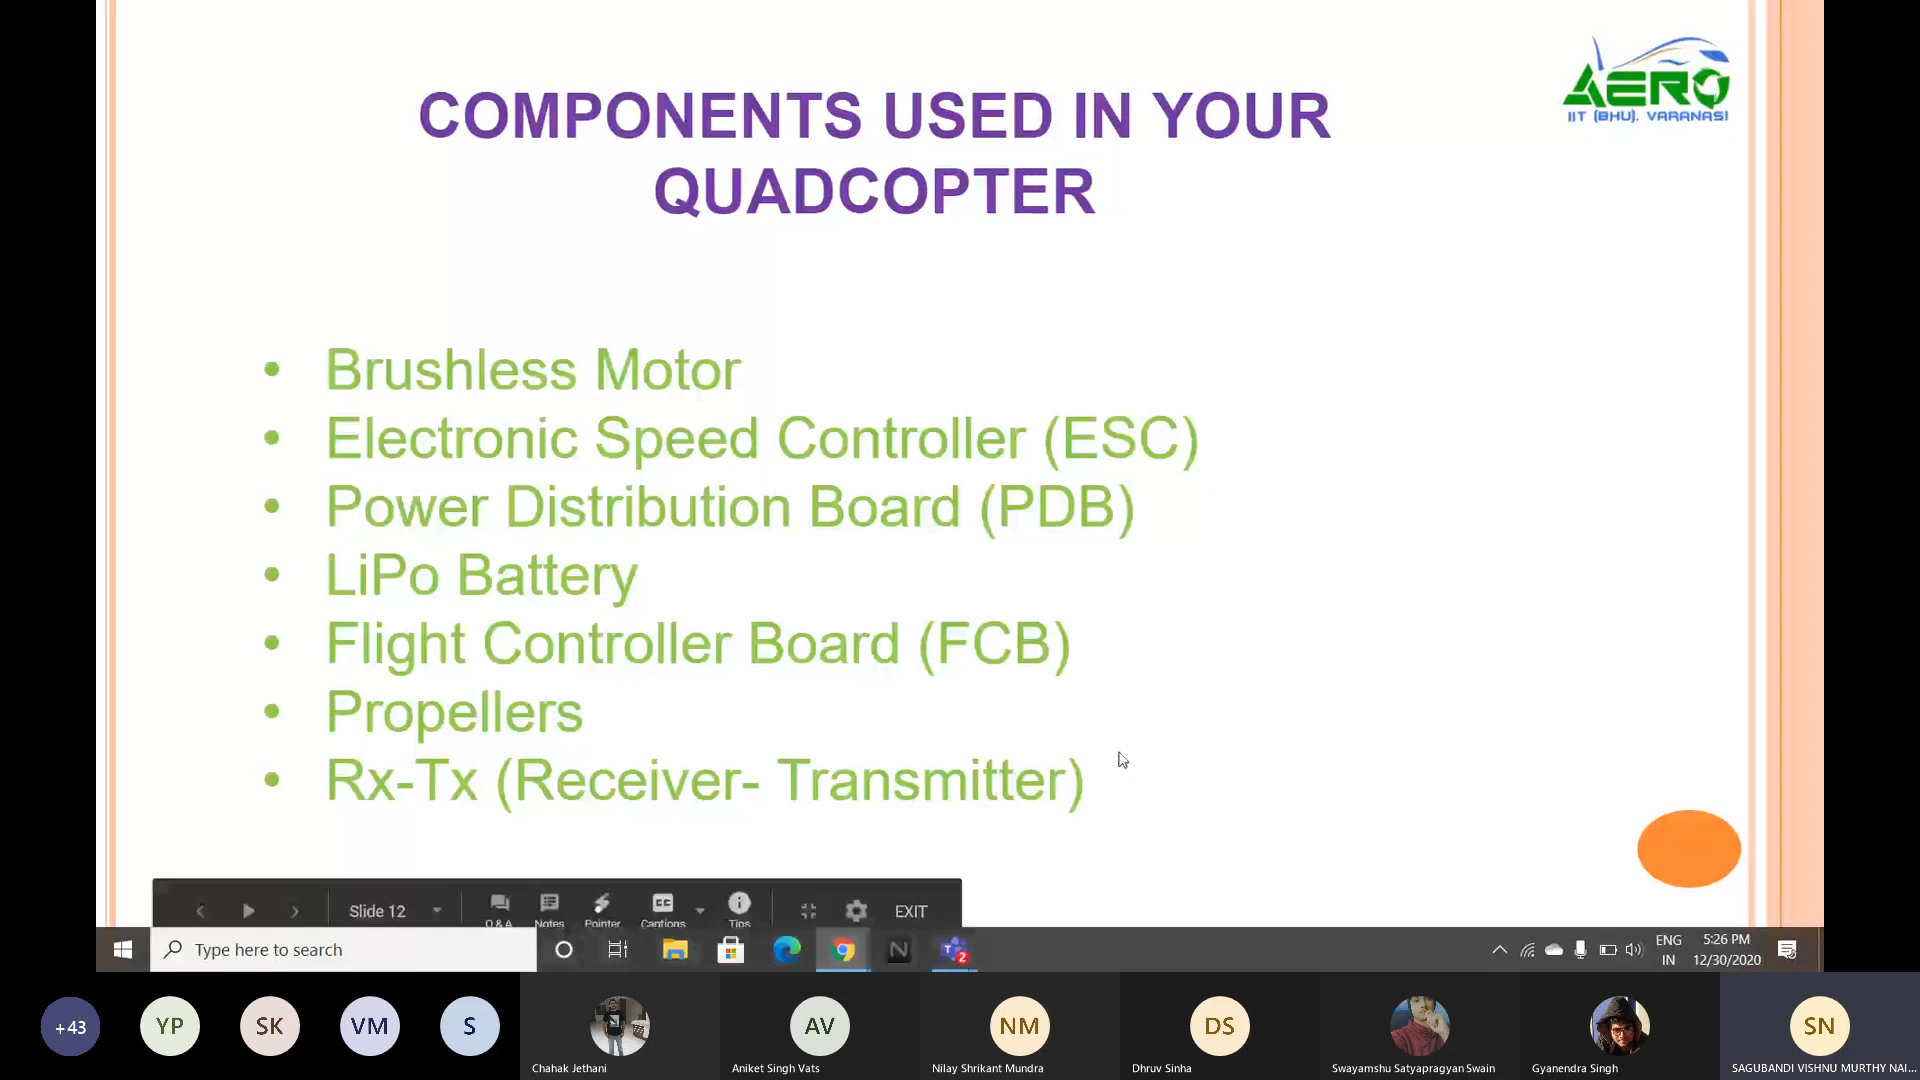 AERO
IIT (BHU), VARANASI
COMPONENTS USED IN YOUR
QUADCOPTER
• Brushless Motor
• Electronic Speed Controller (ESC)
• Power Distribution Board (PDB)
• LiPo Battery
• Flight Controller Board (FCB)
• Propellers
• Rx-Tx (Receiver- Transmitter)
Slide 12
Q&A
Notes
Pointer
CC
Captions
Tips
EXIT
Type here to search
N
T
2
ENG
IN
5:26 PM
12/30/2020
+43
YP
SK
VM
S
Chahak Jethani
AV
Aniket Singh Vats
NM
Nilay Shrikant Mundra
DS
Dhruv Sinha
Swayamshu Satyapragyan Swain
Gyanendra Singh
SN
SAGUBANDI VISHNU MURTHY NAI...